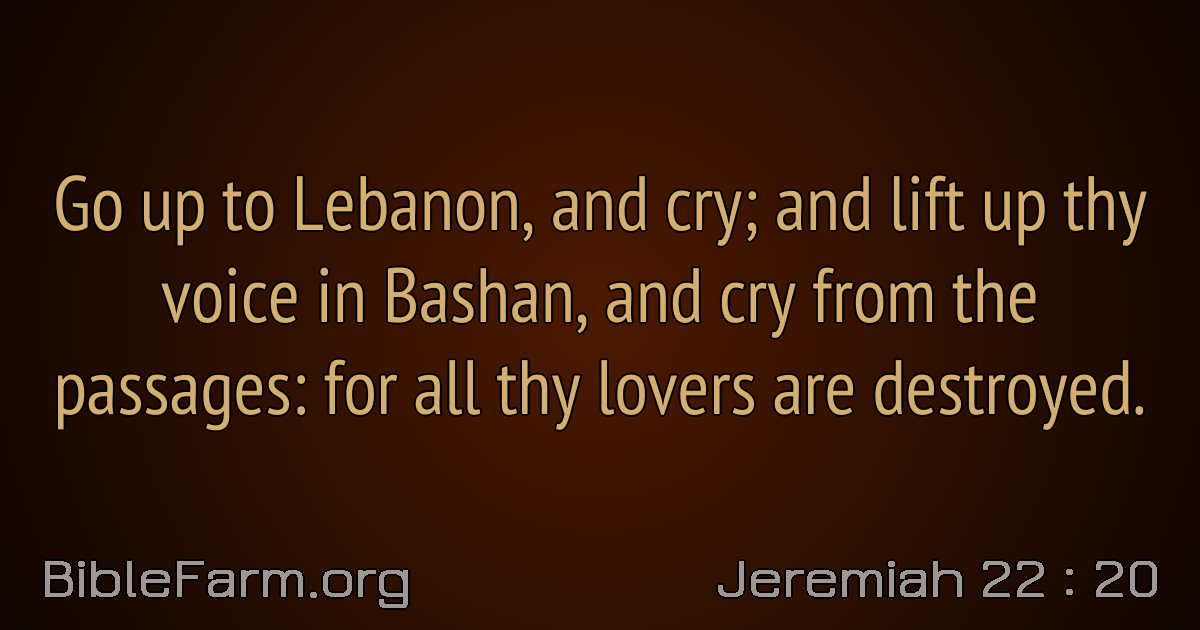 Go up to Lebanon, and cry; and lift up thy
voice in Bashan, and cry from the
passages: for all thy lovers are destroyed.
BibleFarm.org
Jeremiah 22 : 20